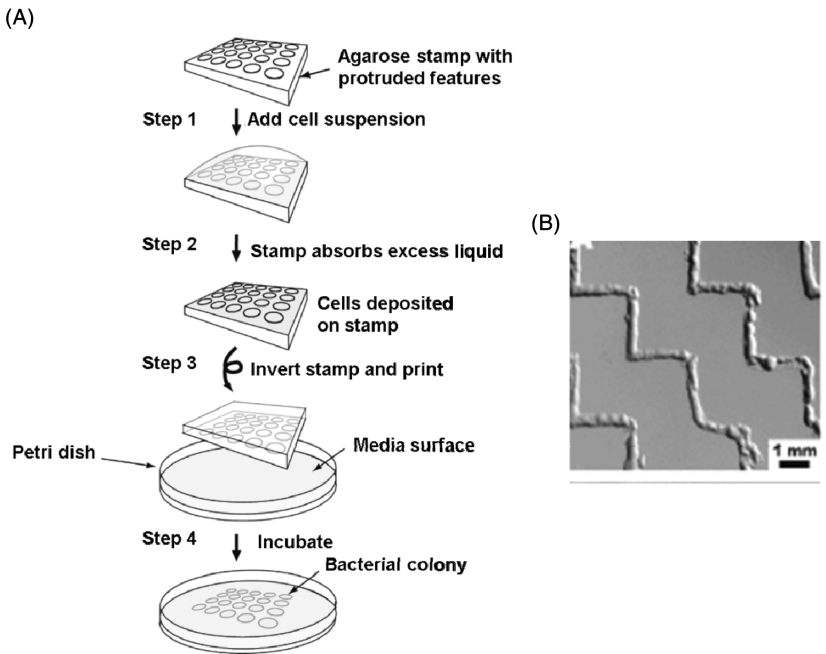 (A)
Agarose stamp with
protruded features
Step 1
Add cell suspension
Step 2
Stamp absorbs excess liquid
Cells deposited
on stamp
Step 3
Invert stamp and print
Petri dish
Media surface
Step 4
Incubate
Bacterial colony
(B)
1 mm